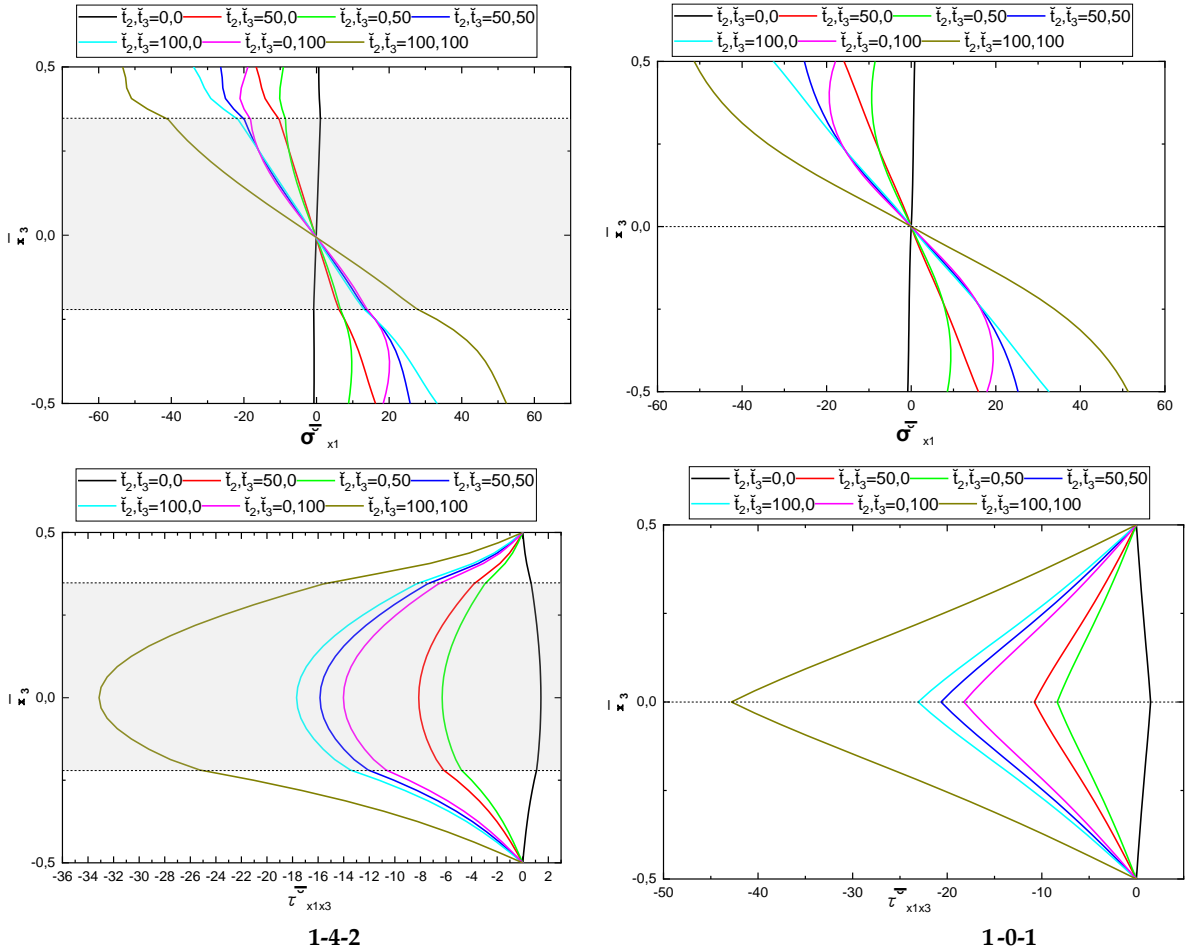 ť₂,ť₃=0,0 ť₂,ť₃=50,0 ť₂,ť₃=0,50 ť₂,ť₃=50,50
ť₂,ť₃=100,0 ť₂,ť₃=0,100 ť₂,ť₃=100,100
0,5
0,0
-0,5
x̄₃
-60 -40 -20 0 20 40 60
σ̄̆ₓ₁
ť₂,ť₃=0,0 ť₂,ť₃=50,0 ť₂,ť₃=0,50 ť₂,ť₃=50,50
ť₂,ť₃=100,0 ť₂,ť₃=0,100 ť₂,ť₃=100,100
0,5
0,0
-0,5
x̄₃
-60 -40 -20 0 20 40 60
σ̄̆ₓ₁
ť₂,ť₃=0,0 ť₂,ť₃=50,0 ť₂,ť₃=0,50 ť₂,ť₃=50,50
ť₂,ť₃=100,0 ť₂,ť₃=0,100 ť₂,ť₃=100,100
0,5
0,0
-0,5
x̄₃
-36 -34 -32 -30 -28 -26 -24 -22 -20 -18 -16 -14 -12 -10 -8 -6 -4 -2 0 2
τ̄̆ₓ₁ₓ₃
1-4-2
ť₂,ť₃=0,0 ť₂,ť₃=50,0 ť₂,ť₃=0,50 ť₂,ť₃=50,50
ť₂,ť₃=100,0 ť₂,ť₃=0,100 ť₂,ť₃=100,100
0,5
0,0
-0,5
x̄₃
-50 -40 -30 -20 -10 0
τ̄̆ₓ₁ₓ₃
1-0-1